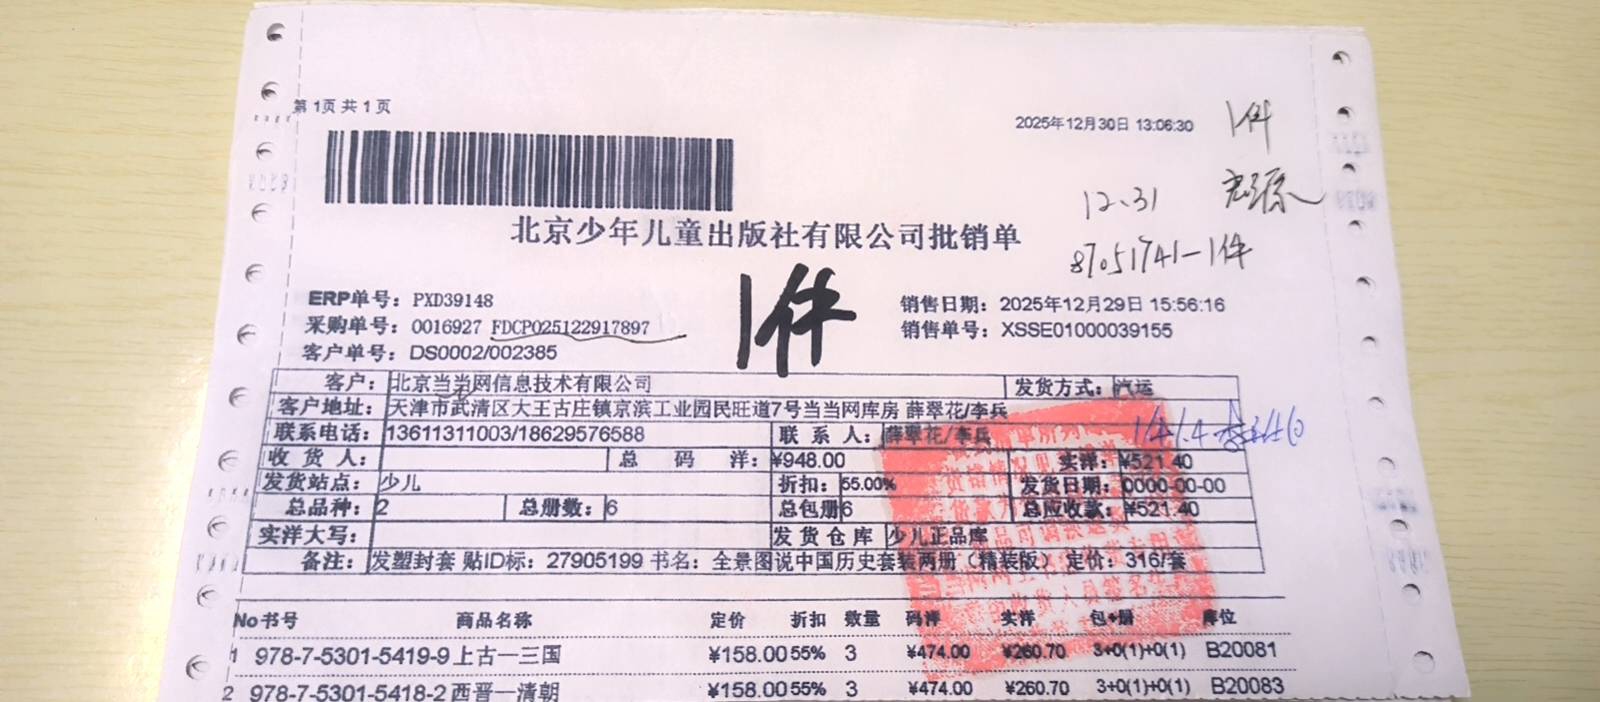 第 1页 共 1 页
2025年12月30日 13:06:30
1件
12.31
87051741-1件
北京少年儿童出版社有限公司批销单
1件
ERP单号: PXD39148
销售日期: 2025年12月29日 15:56:16
采购单号: 0016927 FDCP025122917897
销售单号: XSSE01000039155
客户单号: DS0002/002385
客户: 北京当当网信息技术有限公司 发货方式: 汽运
客户地址: 天津市武清区大王古庄镇京滨工业园民旺道7号当当网库房 薛翠花/李兵
联系电话: 13611311003/18629576588 联系人: 薛翠花/李兵
收货人: 总码洋: ¥948.00 实洋: ¥521.40
发货站点: 少儿 折扣: 55.00% 发货日期: 0000-00-00
总品种: 2 总册数: 6 总包册 6 总应收款: ¥521.40
实洋大写: 发货仓库 少儿正品库
备注: 发塑封套 贴ID标: 27905199 书名: 全景图说中国历史套装两册（精装版） 定价: 316/套
No 书号 商品名称 定价 折扣 数量 码洋 实洋 包+册 库位
1 978-7-5301-5419-9 上古—三国 ¥158.00 55% 3 ¥474.00 ¥260.70 3+0(1)+0(1) B20081
2 978-7-5301-5418-2 西晋—清朝 ¥158.00 55% 3 ¥474.00 ¥260.70 3+0(1)+0(1) B20083